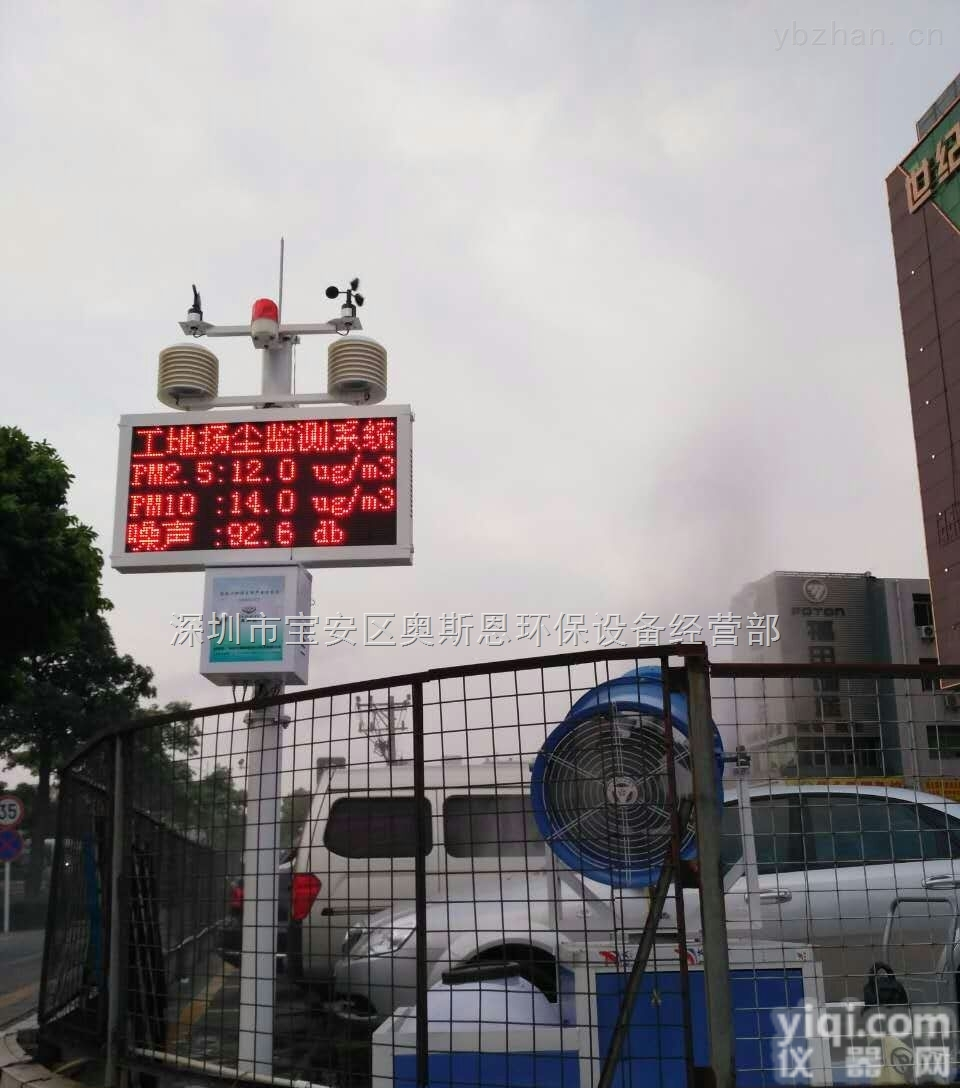 ybzhan.cn
世纪
工地扬尘监测系统
PM2.5:12.0 ug/m3
PM10 :14.0 ug/m3
噪声 :92.6 db
FOTON
深圳市宝安区奥斯恩环保设备经营部
35
yiqi.com
仪器网